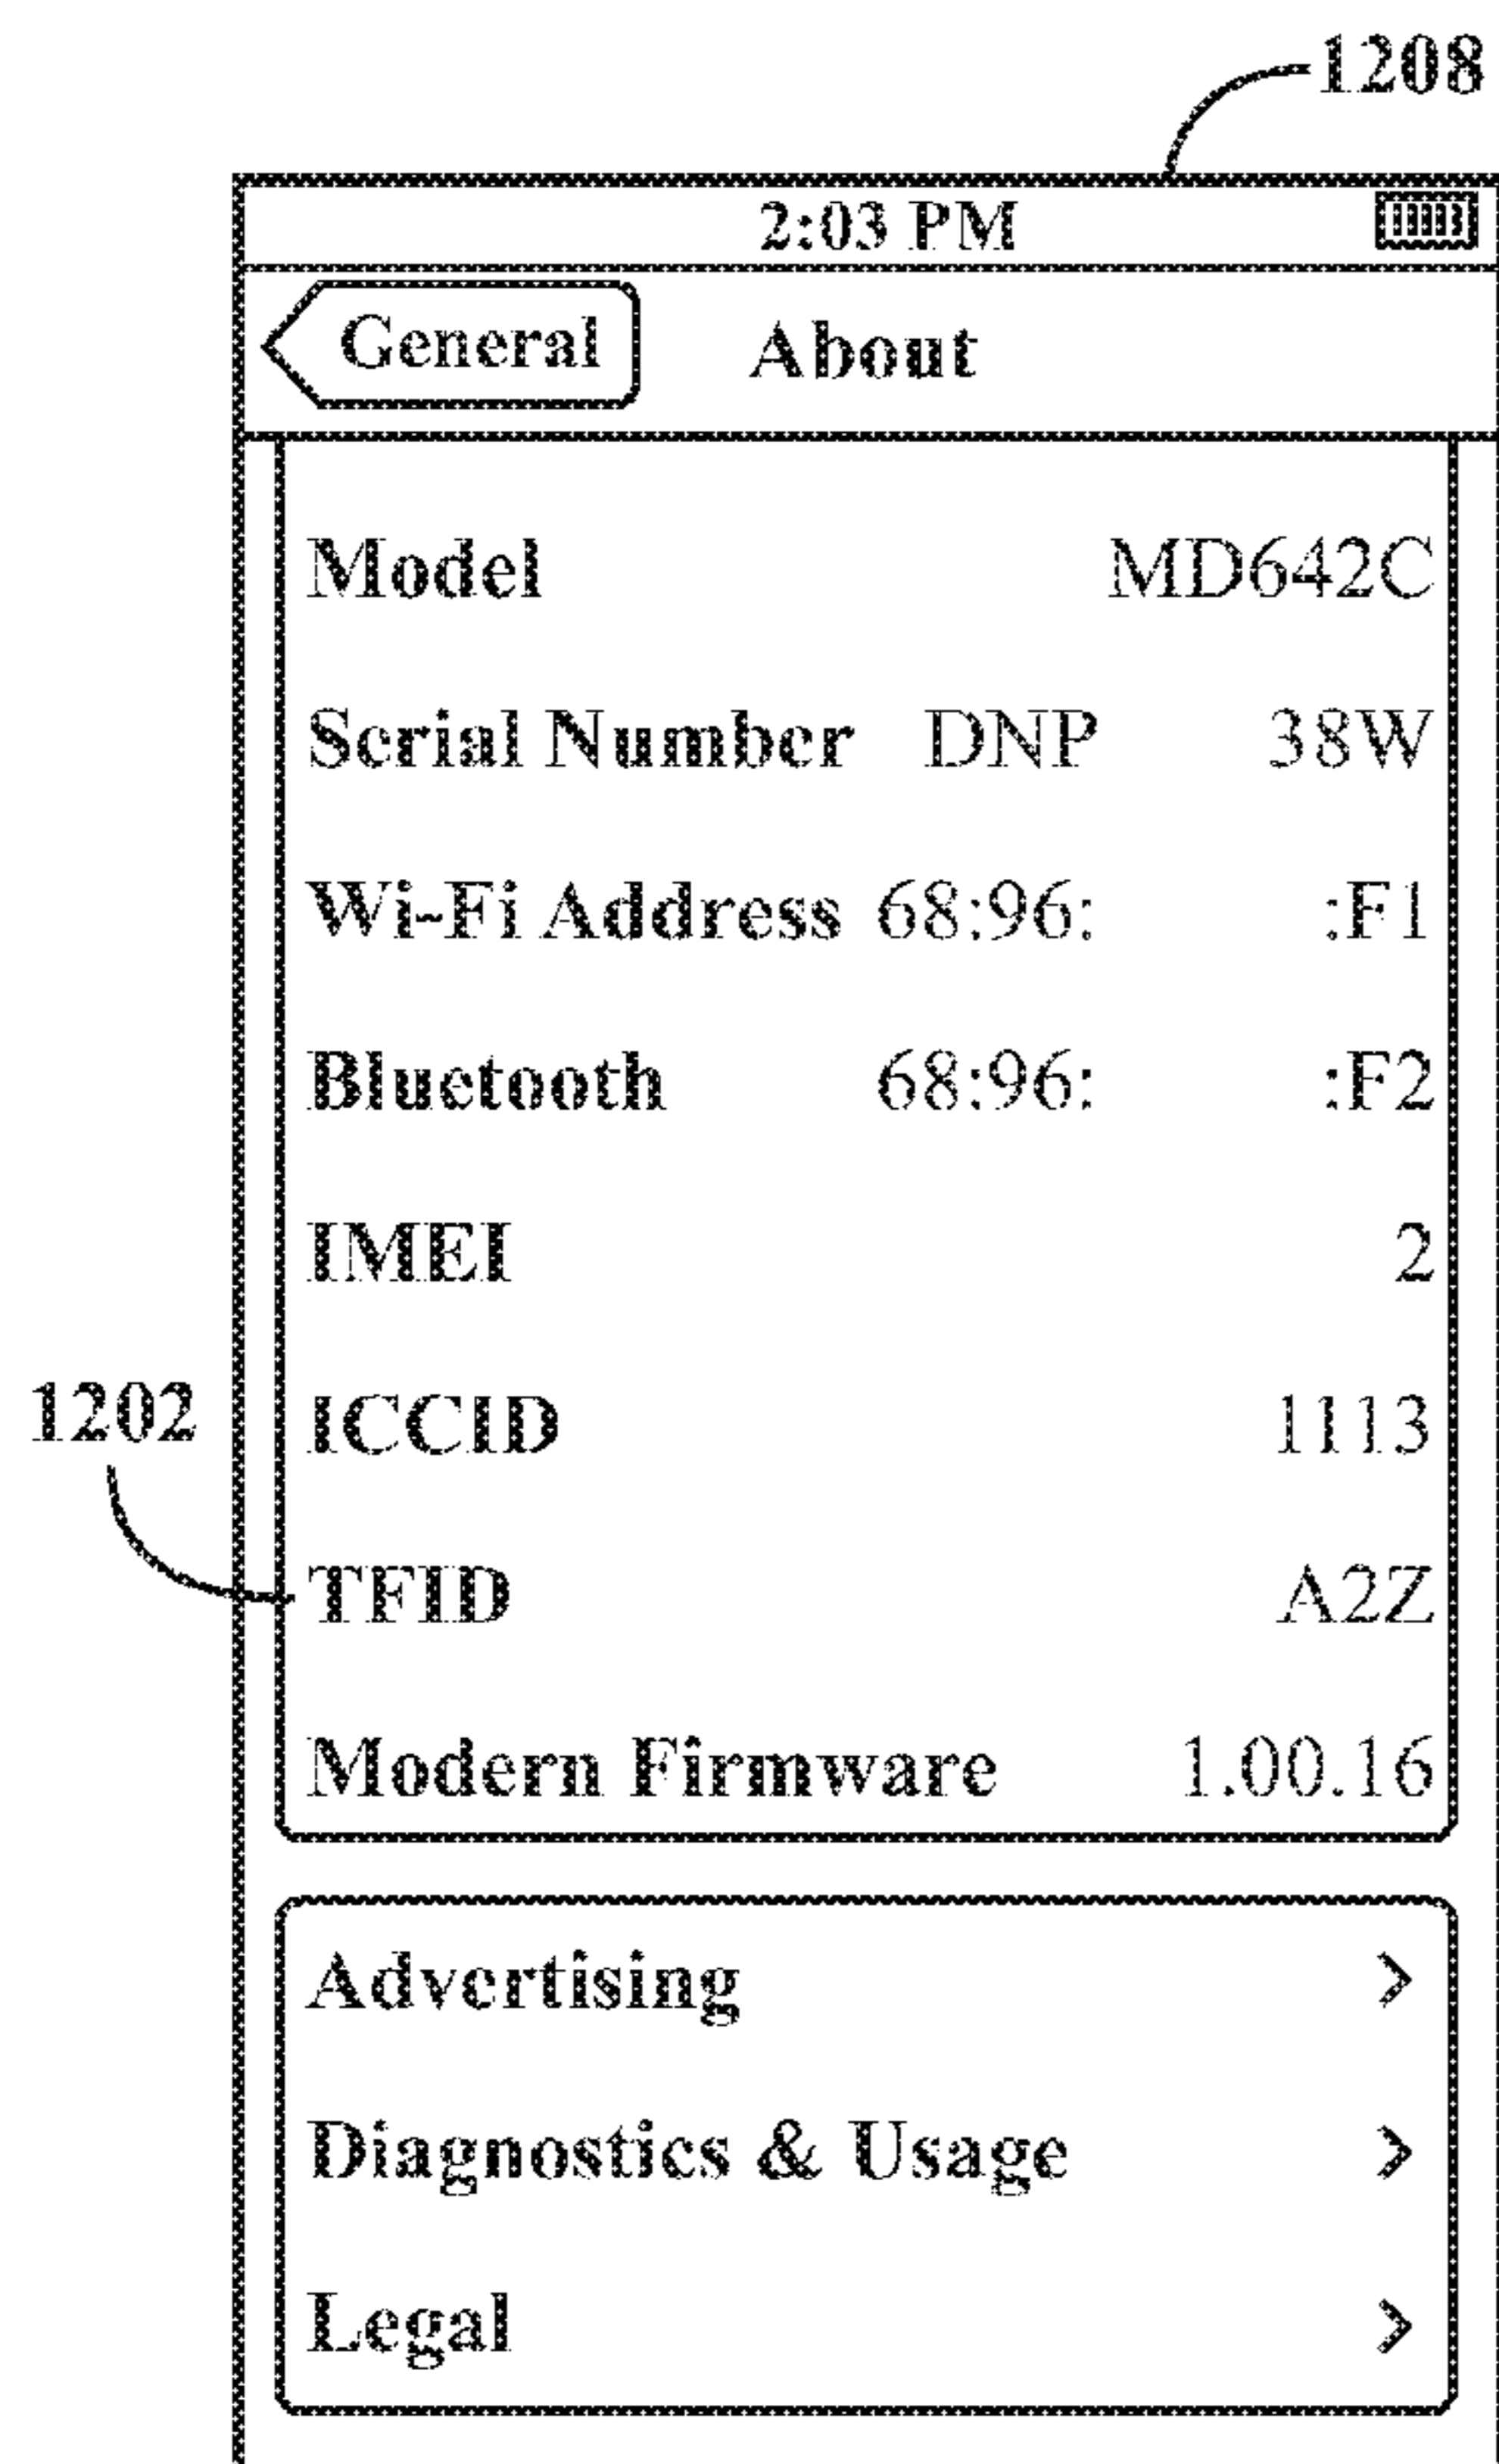 1208
2:03 PM
General About
Model MD642C
Serial Number DNP 38W
Wi-Fi Address 68:96: :F1
Bluetooth 68:96: :F2
IMEI 2
ICCID 1113
1202
TFID A2Z
Modern Firmware 1.00.16
Advertising >
Diagnostics & Usage >
Legal >